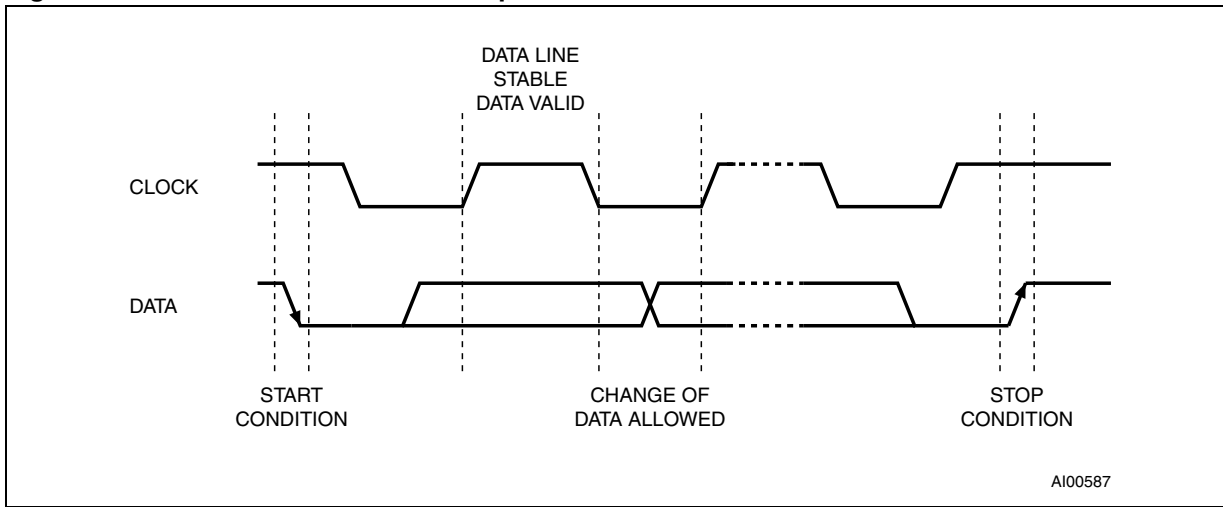 DATA LINE
STABLE
DATA VALID
CLOCK
DATA
START
CONDITION
CHANGE OF
DATA ALLOWED
STOP
CONDITION
AI00587